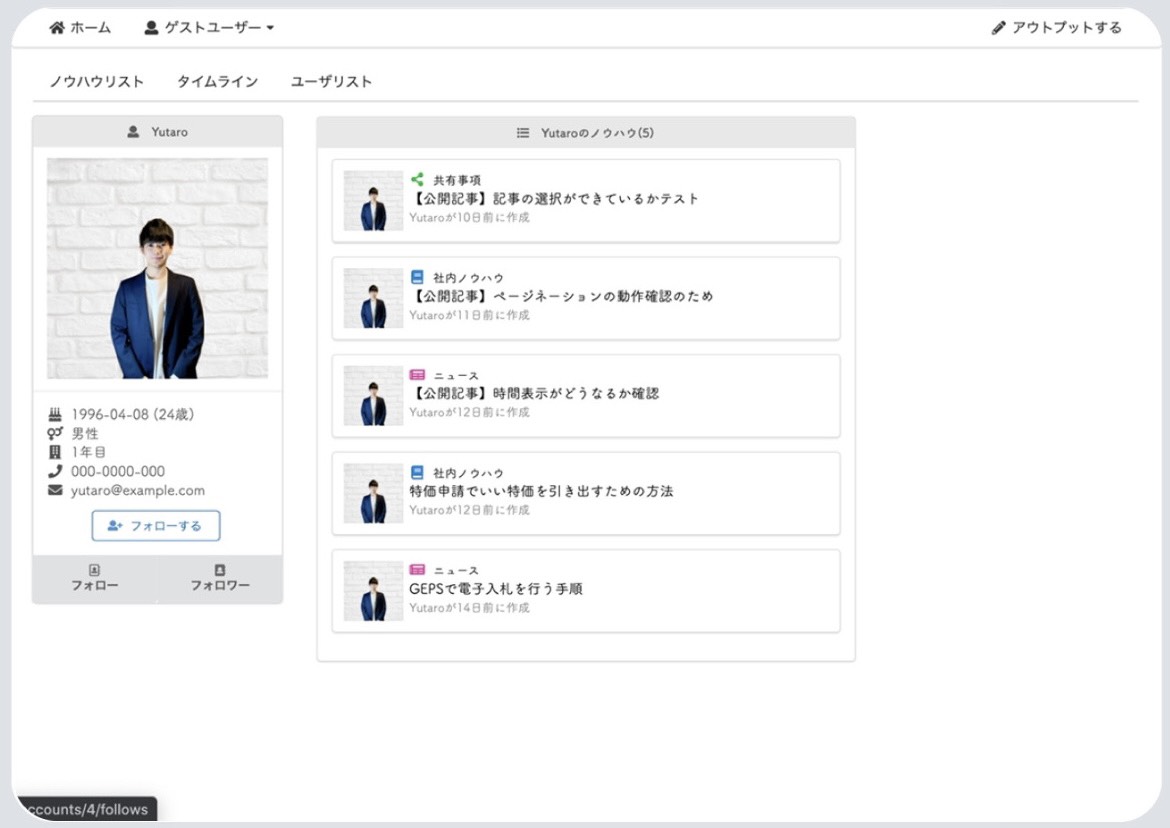 ホーム ゲストユーザー アウトプットする
ノウハウリスト タイムライン ユーザリスト
Yutaro
1996-04-08 (24歳)
男性
1年目
000-0000-000
yutaro@example.com
フォローする
フォロー フォロワー
Yutaroのノウハウ(5)
共有事項
【公開記事】記事の選択ができているかテスト
Yutaroが10日前に作成
社内ノウハウ
【公開記事】ページネーションの動作確認のため
Yutaroが11日前に作成
ニュース
【公開記事】時間表示がどうなるか確認
Yutaroが12日前に作成
社内ノウハウ
特価申請でいい特価を引き出すための方法
Yutaroが12日前に作成
ニュース
GEPSで電子入札を行う手順
Yutaroが14日前に作成
ccounts/4/follows